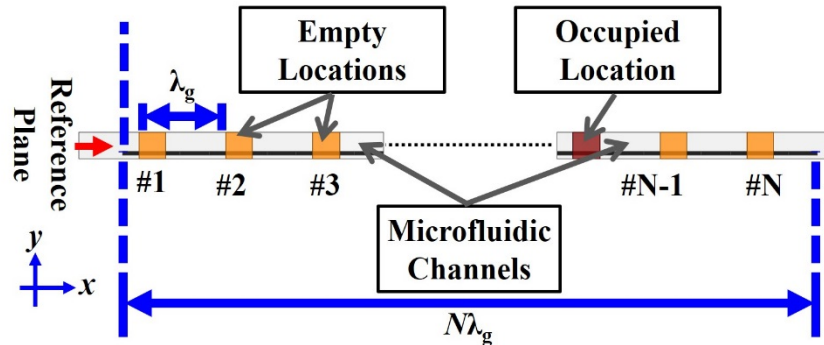 Empty
Locations
Occupied
Location
λg
Reference
Plane
#1
#2
#3
#N-1
#N
Microfluidic
Channels
y
x
Nλg